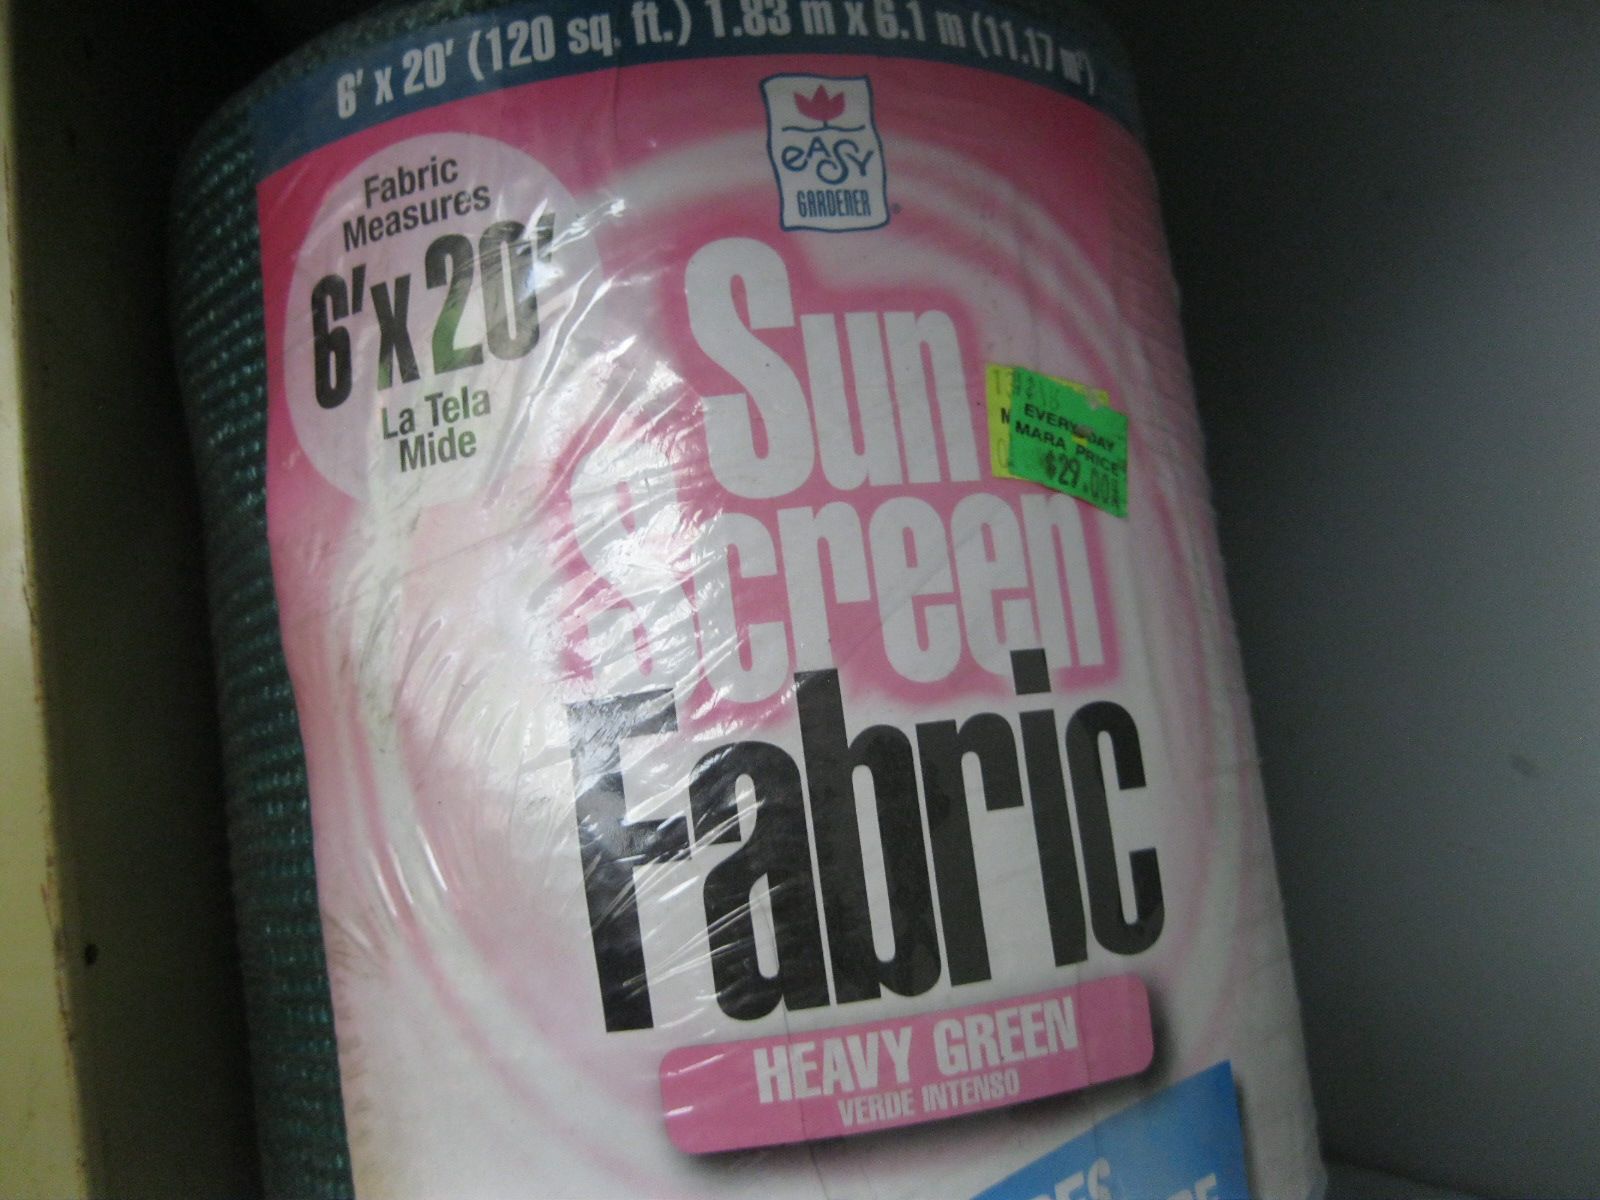 6' x 20' (120 sq. ft.) 1.83 m x 6.1 m (11.17 m²)
easy
GARDENER®
Fabric
Measures
6' x 20'
La Tela
Mide
Sun
Screen
Fabric
EVERYDAY
MARA PRICE
$29.00
HEAVY GREEN
VERDE INTENSO